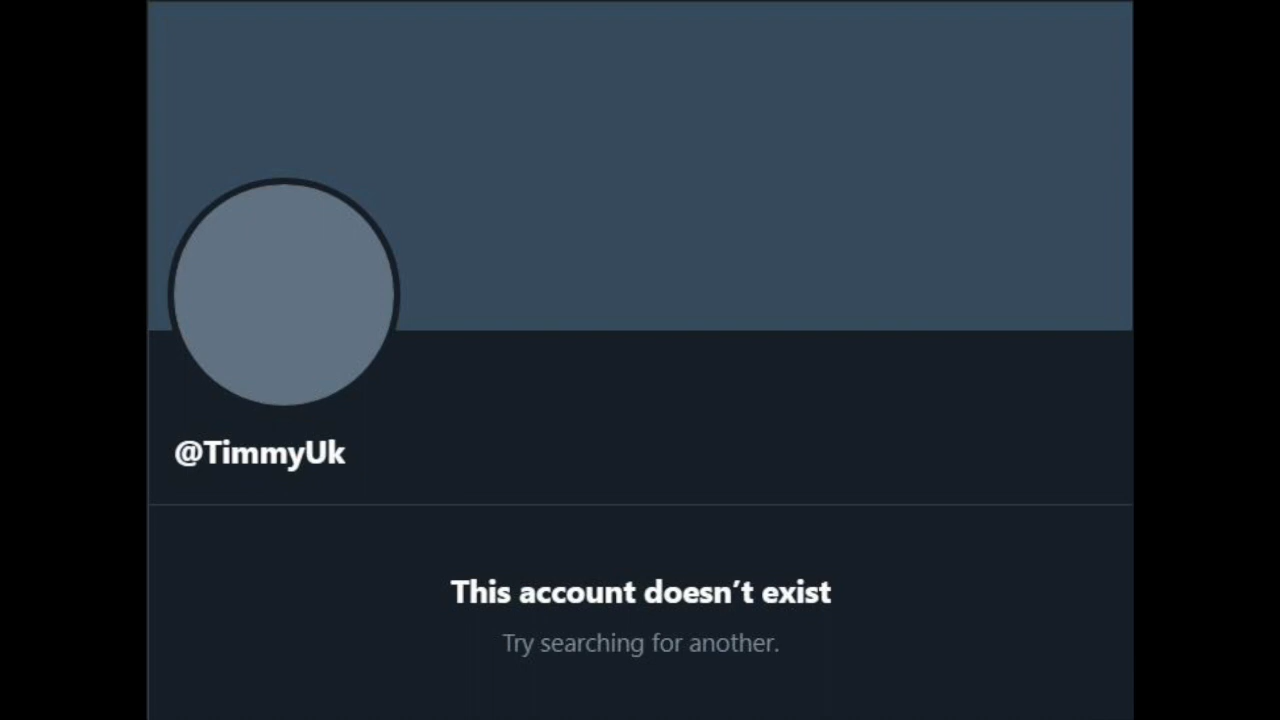 @TimmyUk
This account doesn’t exist
Try searching for another.